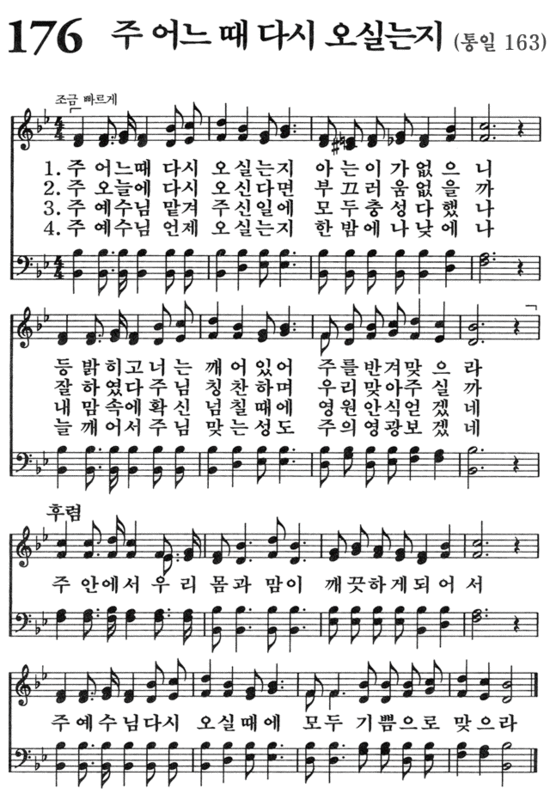 176 주 어느 때 다시 오실는지 (통일 163)
조금 빠르게
1. 주 어느때 다시 오실는지 아는이가없으니
2. 주 오늘에 다시 오신다면 부끄러움없을까
3. 주 예수님 맡겨 주신일에 모두충성다했나
4. 주 예수님 언제 오실는지 한밤에나낮에나
등 밝히고너는 깨어있어 주를반겨맞으라
잘 하였다주님 칭찬하며 우리맞아주실까
내 맘속에확신 넘칠때에 영원안식얻겠네
늘 깨어서주님 맞는성도 주의영광보겠네
후렴
주 안에서 우리 몸과 맘이 깨끗하게되어서
주예수님다시 오실때에 모두 기쁨으로 맞으라